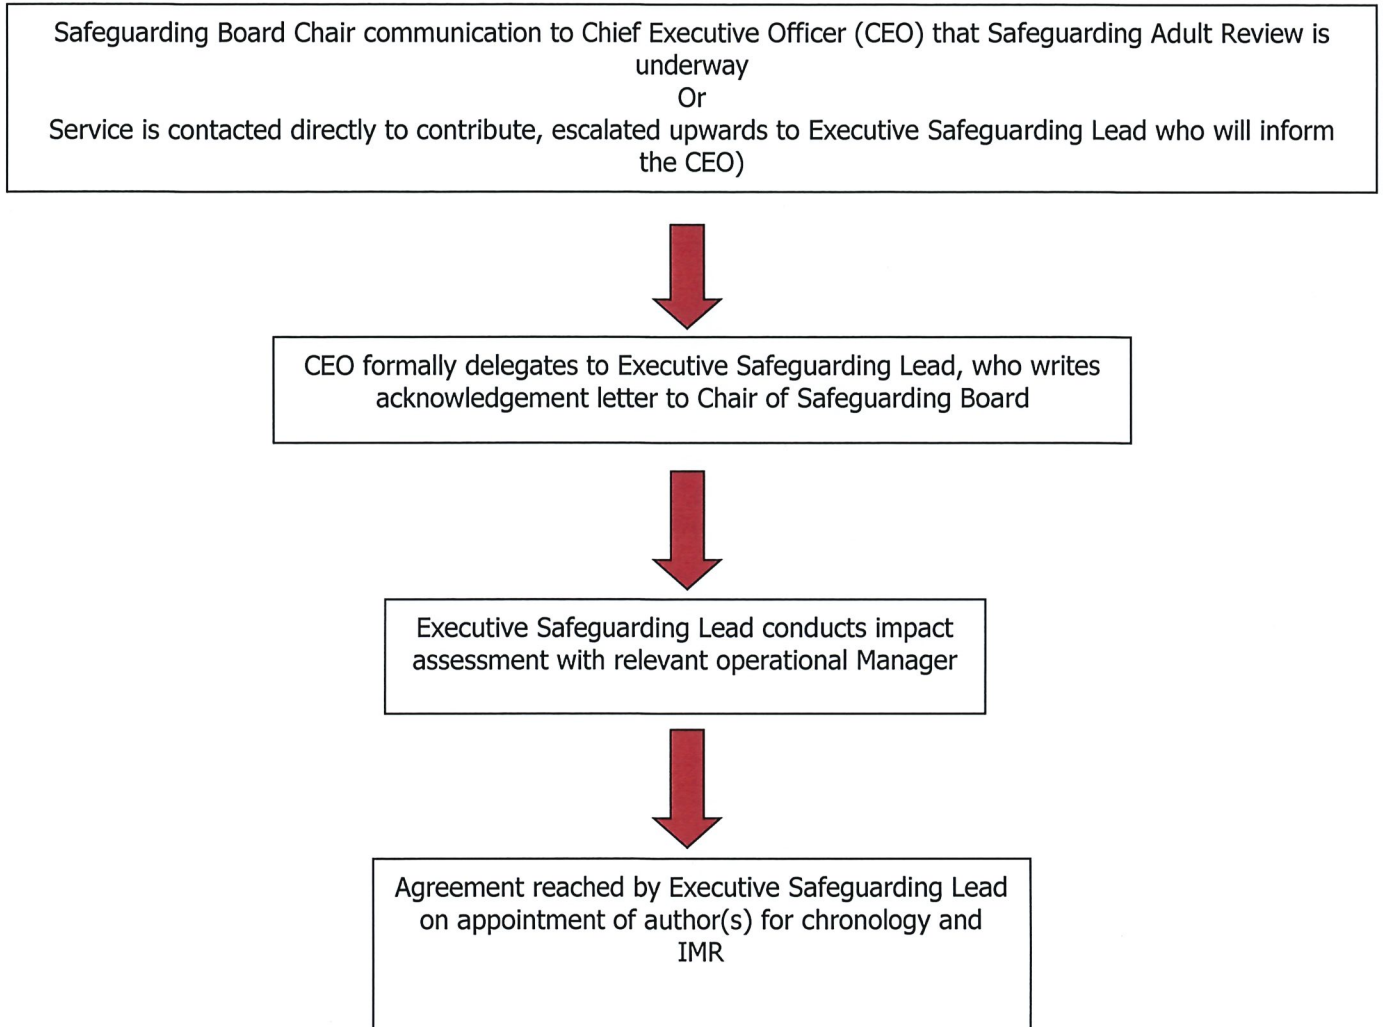 Safeguarding Board Chair communication to Chief Executive Officer (CEO) that Safeguarding Adult Review is
underway
Or
Service is contacted directly to contribute, escalated upwards to Executive Safeguarding Lead who will inform
the CEO)
CEO formally delegates to Executive Safeguarding Lead, who writes
acknowledgement letter to Chair of Safeguarding Board
Executive Safeguarding Lead conducts impact
assessment with relevant operational Manager
Agreement reached by Executive Safeguarding Lead
on appointment of author(s) for chronology and
IMR